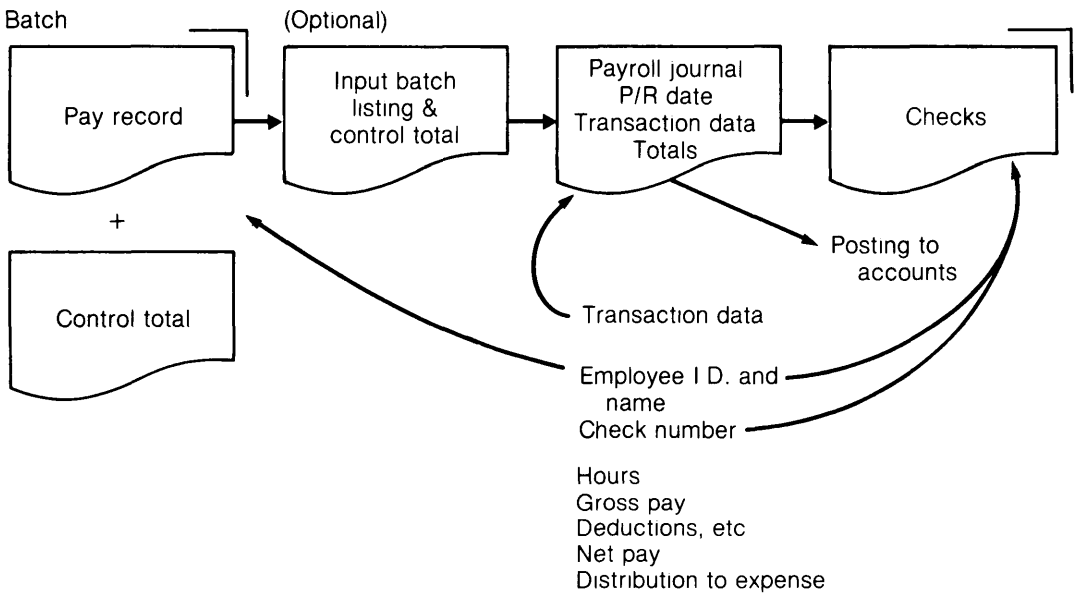 Batch
(Optional)
Pay record
Input batch
listing &
control total
Payroll journal
P/R date
Transaction data
Totals
Checks
+
Control total
Posting to
accounts
Transaction data
Employee I D. and
name
Check number
Hours
Gross pay
Deductions, etc
Net pay
Distribution to expense